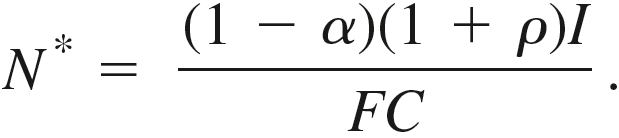 N* = (1 − α)(1 + ρ)I / FC .